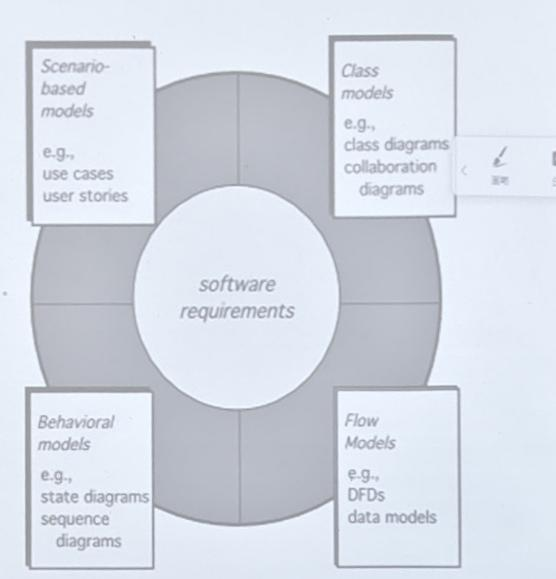 Scenario-
based
models
e.g.,
use cases
user stories
Class
models
e.g.,
class diagrams
collaboration
diagrams
software
requirements
Behavioral
models
e.g.,
state diagrams
sequence
diagrams
Flow
Models
e.g.,
DFDs
data models